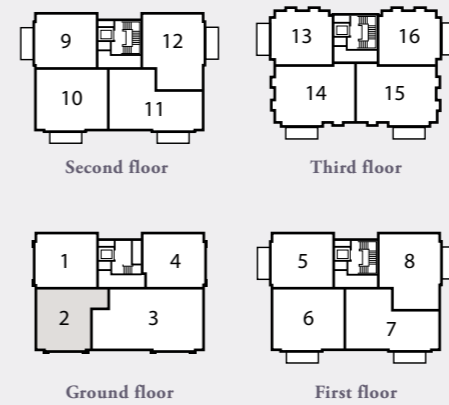 9 12
10 11
Second floor
13 16
14 15
Third floor
1 4
2 3
Ground floor
5 8
6 7
First floor